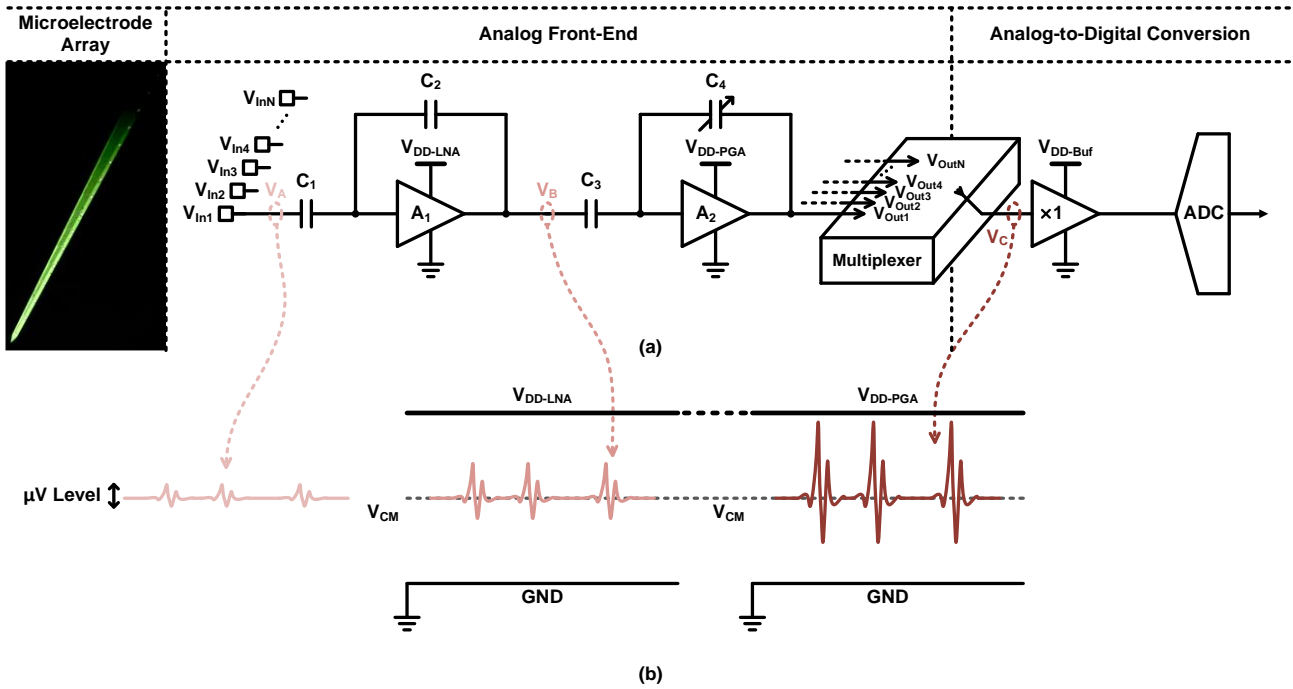 Microelectrode
Array
Analog Front-End
Analog-to-Digital Conversion
C2
C4
VInN
VIn4
VIn3
VIn2
VIn1
VA
C1
VDD-LNA
A1
VB
C3
VDD-PGA
A2
VOutN
VOut4
VOut3
VOut2
VOut1
Multiplexer
VC
VDD-Buf
×1
ADC
(a)
VDD-LNA
VDD-PGA
µV Level
VCM
VCM
GND
GND
(b)